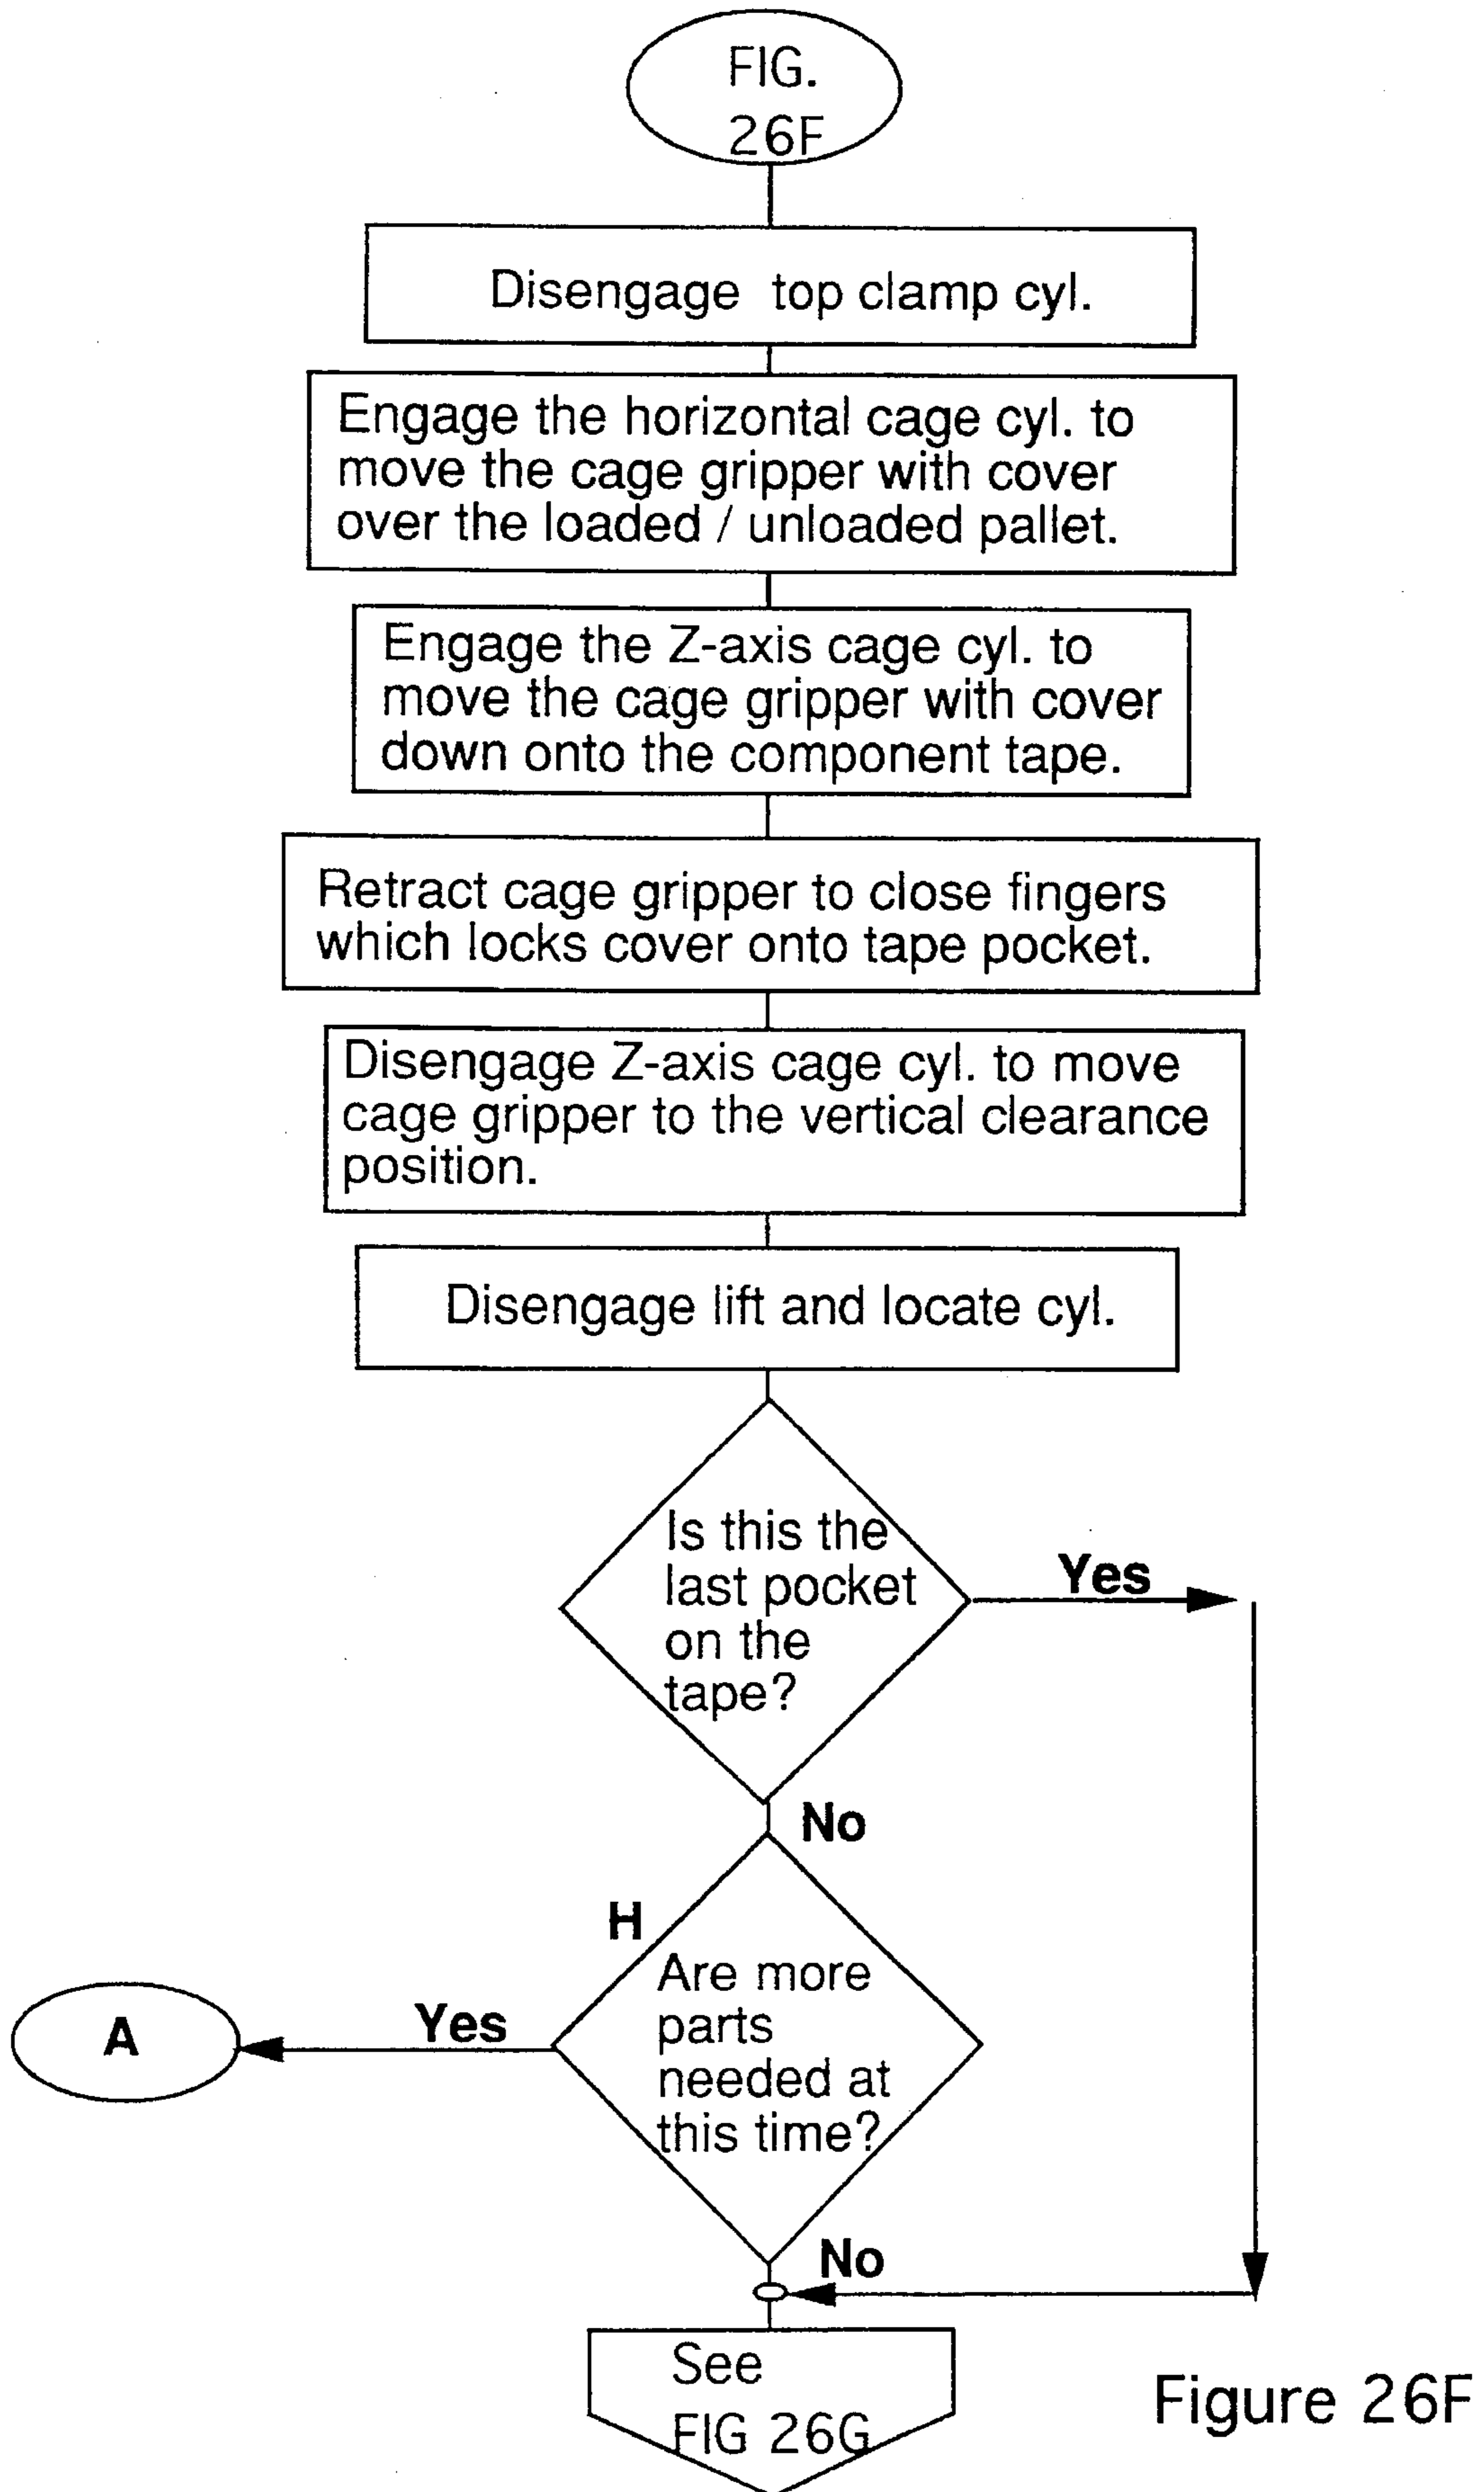 FIG.
26F
Disengage top clamp cyl.
Engage the horizontal cage cyl. to
move the cage gripper with cover
over the loaded / unloaded pallet.
Engage the Z-axis cage cyl. to
move the cage gripper with cover
down onto the component tape.
Retract cage gripper to close fingers
which locks cover onto tape pocket.
Disengage Z-axis cage cyl. to move
cage gripper to the vertical clearance
position.
Disengage lift and locate cyl.
Is this the
last pocket
on the
tape?
Yes
No
H
Are more
parts
needed at
this time?
Yes
A
No
See
FIG 26G
Figure 26F